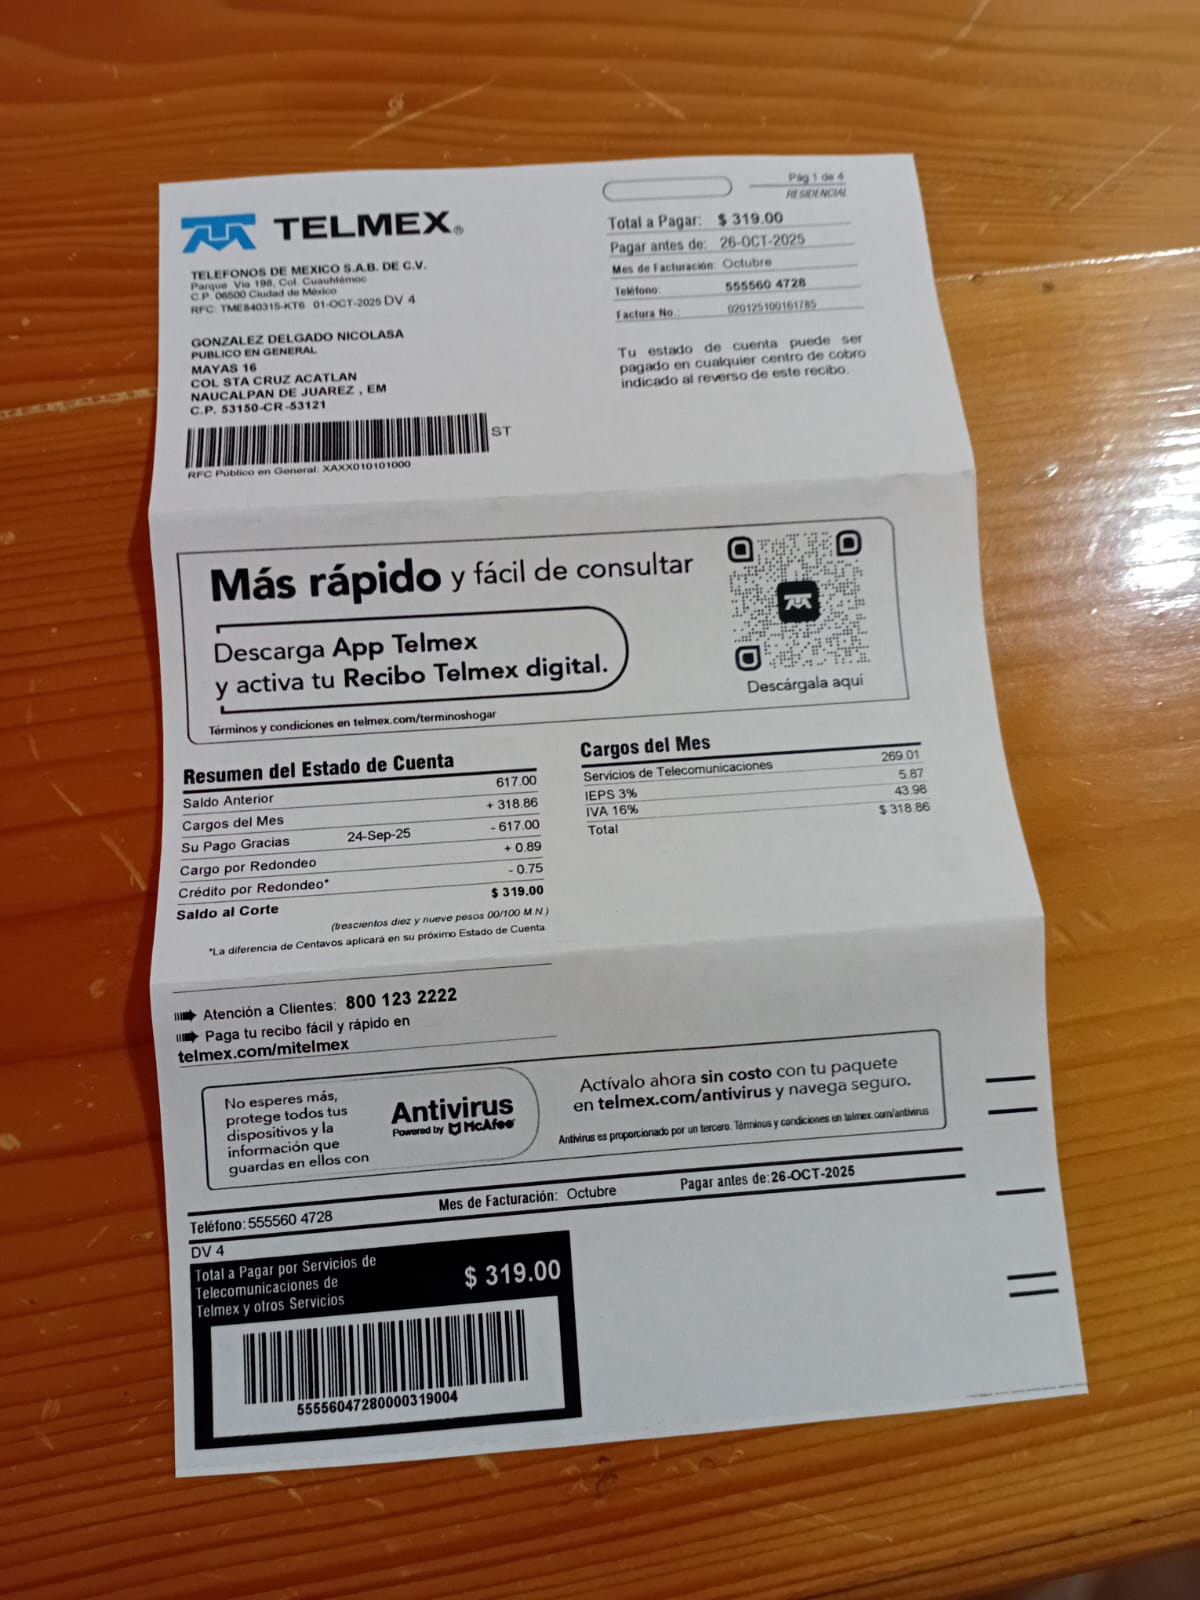 Pág 1 de 4
RESIDENCIAL
TELMEX®
Total a Pagar: $ 319.00
Pagar antes de: 26-OCT-2025
Mes de Facturación: Octubre
Teléfono: 555560 4728
Factura No.: 020125100161785
TELEFONOS DE MEXICO S.A.B. DE C.V.
Parque Vía 198, Col. Cuauhtémoc
C.P. 06500 Ciudad de México
RFC: TME840315-KT6 01-OCT-2025 DV 4
GONZALEZ DELGADO NICOLASA
PUBLICO EN GENERAL
MAYAS 16
COL STA CRUZ ACATLAN
NAUCALPAN DE JUAREZ , EM
C.P. 53150-CR-53121
Tu estado de cuenta puede ser
pagado en cualquier centro de cobro
indicado al reverso de este recibo.
ST
RFC Público en General: XAXX010101000
Más rápido y fácil de consultar
Descarga App Telmex
y activa tu Recibo Telmex digital.
Términos y condiciones en telmex.com/terminoshogar
Descárgala aquí
Resumen del Estado de Cuenta
Saldo Anterior 617.00
Cargos del Mes + 318.86
Su Pago Gracias 24-Sep-25 - 617.00
Cargo por Redondeo + 0.89
Crédito por Redondeo* - 0.75
Saldo al Corte $ 319.00
(trescientos diez y nueve pesos 00/100 M.N.)
*La diferencia de Centavos aplicará en su próximo Estado de Cuenta.
Cargos del Mes
Servicios de Telecomunicaciones 269.01
IEPS 3% 5.87
IVA 16% 43.98
Total $ 318.86
Atención a Clientes: 800 123 2222
Paga tu recibo fácil y rápido en
telmex.com/mitelmex
No esperes más,
protege todos tus
dispositivos y la
información que
guardas en ellos con
Antivirus
Powered by McAfee
Actívalo ahora sin costo con tu paquete
en telmex.com/antivirus y navega seguro.
Antivirus es proporcionado por un tercero. Términos y condiciones en telmex.com/antivirus
Teléfono: 555560 4728 Mes de Facturación: Octubre Pagar antes de:26-OCT-2025
DV 4
Total a Pagar por Servicios de
Telecomunicaciones de
Telmex y otros Servicios
$ 319.00
55556047280000319004